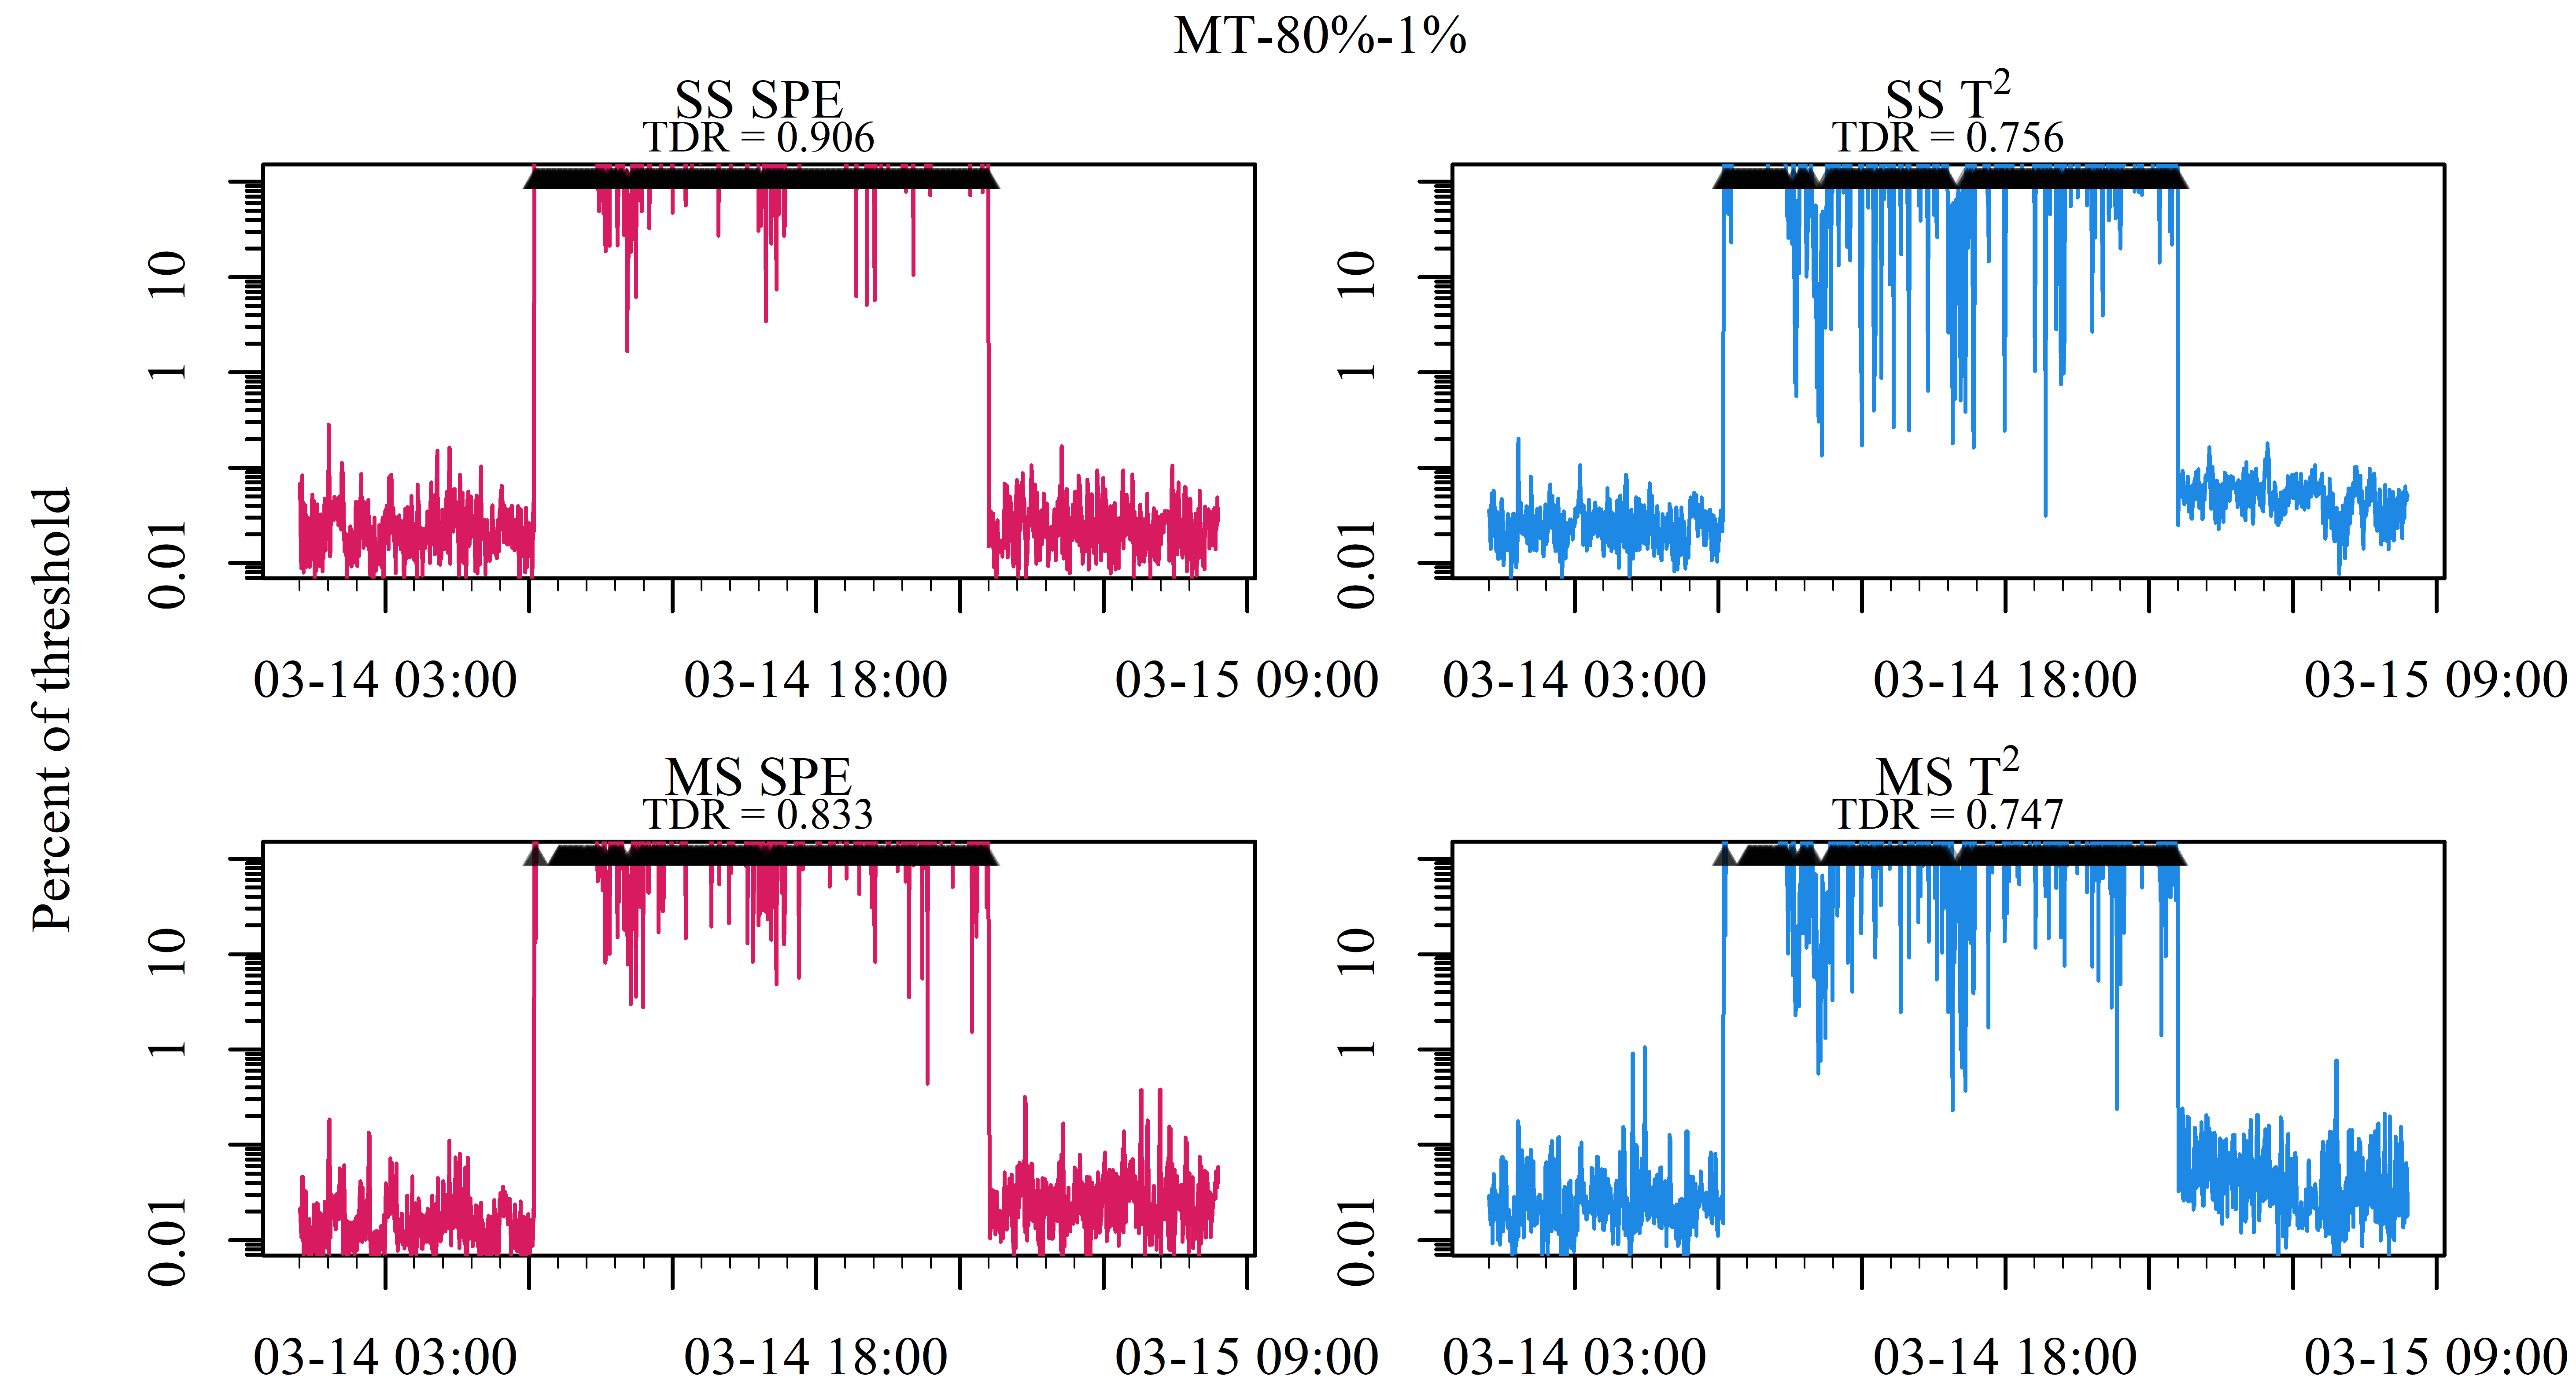 MT-80%-1%
SS SPE
TDR = 0.906
10
1
0.01
03-14 03:00
03-14 18:00
03-15 09:00
SS T²
TDR = 0.756
10
1
0.01
03-14 03:00
03-14 18:00
03-15 09:00
Percent of threshold
MS SPE
TDR = 0.833
10
1
0.01
03-14 03:00
03-14 18:00
03-15 09:00
MS T²
TDR = 0.747
10
1
0.01
03-14 03:00
03-14 18:00
03-15 09:00